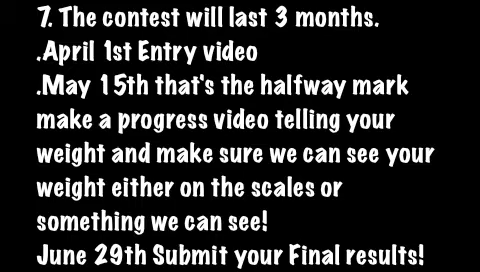 7. The contest will last 3 months.
.April 1st Entry video
.May 15th that's the halfway mark
make a progress video telling your
weight and make sure we can see your
weight either on the scales or
something we can see!
June 29th Submit your Final results!